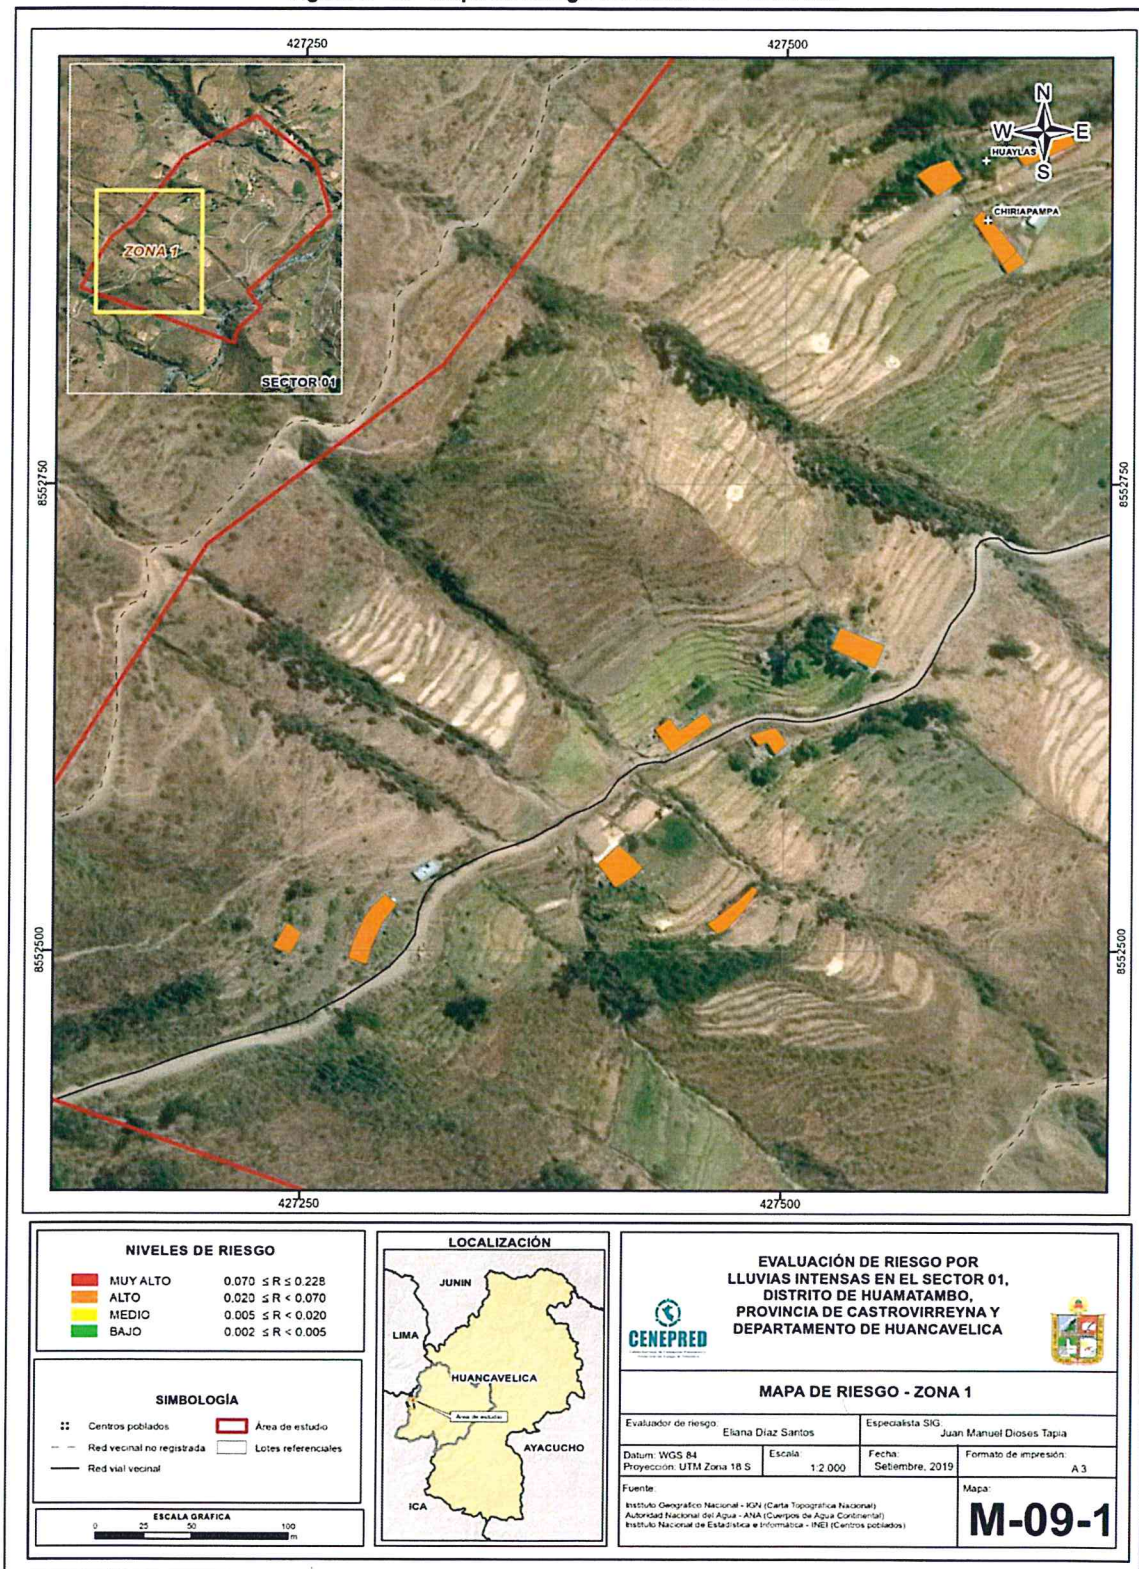 427250
427500
N
W
E
S
HUAYLAS
CHIRIAPAMPA
ZONA 1
SECTOR 01
8552750
8552750
8552500
8552500
427250
427500
NIVELES DE RIESGO
MUY ALTO 0.070 ≤ R ≤ 0.228
ALTO 0.020 ≤ R < 0.070
MEDIO 0.005 ≤ R < 0.020
BAJO 0.002 ≤ R < 0.005
SIMBOLOGÍA
Centros poblados
Área de estudio
Red vecinal no registrada
Lotes referenciales
Red vial vecinal
ESCALA GRÁFICA
0 25 50 100
m
LOCALIZACIÓN
JUNIN
LIMA
HUANCAVELICA
Área de estudio
AYACUCHO
ICA
CENEPRED
EVALUACIÓN DE RIESGO POR
LLUVIAS INTENSAS EN EL SECTOR 01,
DISTRITO DE HUAMATAMBO,
PROVINCIA DE CASTROVIRREYNA Y
DEPARTAMENTO DE HUANCAVELICA
MAPA DE RIESGO - ZONA 1
Evaluador de riesgo:
Eliana Díaz Santos
Especialista SIG:
Juan Manuel Dioses Tapia
Datum: WGS 84
Proyección: UTM Zona 18 S
Escala:
1:2 000
Fecha:
Setiembre, 2019
Formato de impresión:
A 3
Fuente:
Instituto Geográfico Nacional - IGN (Carta Topográfica Nacional)
Autoridad Nacional del Agua - ANA (Cuerpos de Agua Continental)
Instituto Nacional de Estadística e Informática - INEI (Centros poblados)
Mapa:
M-09-1